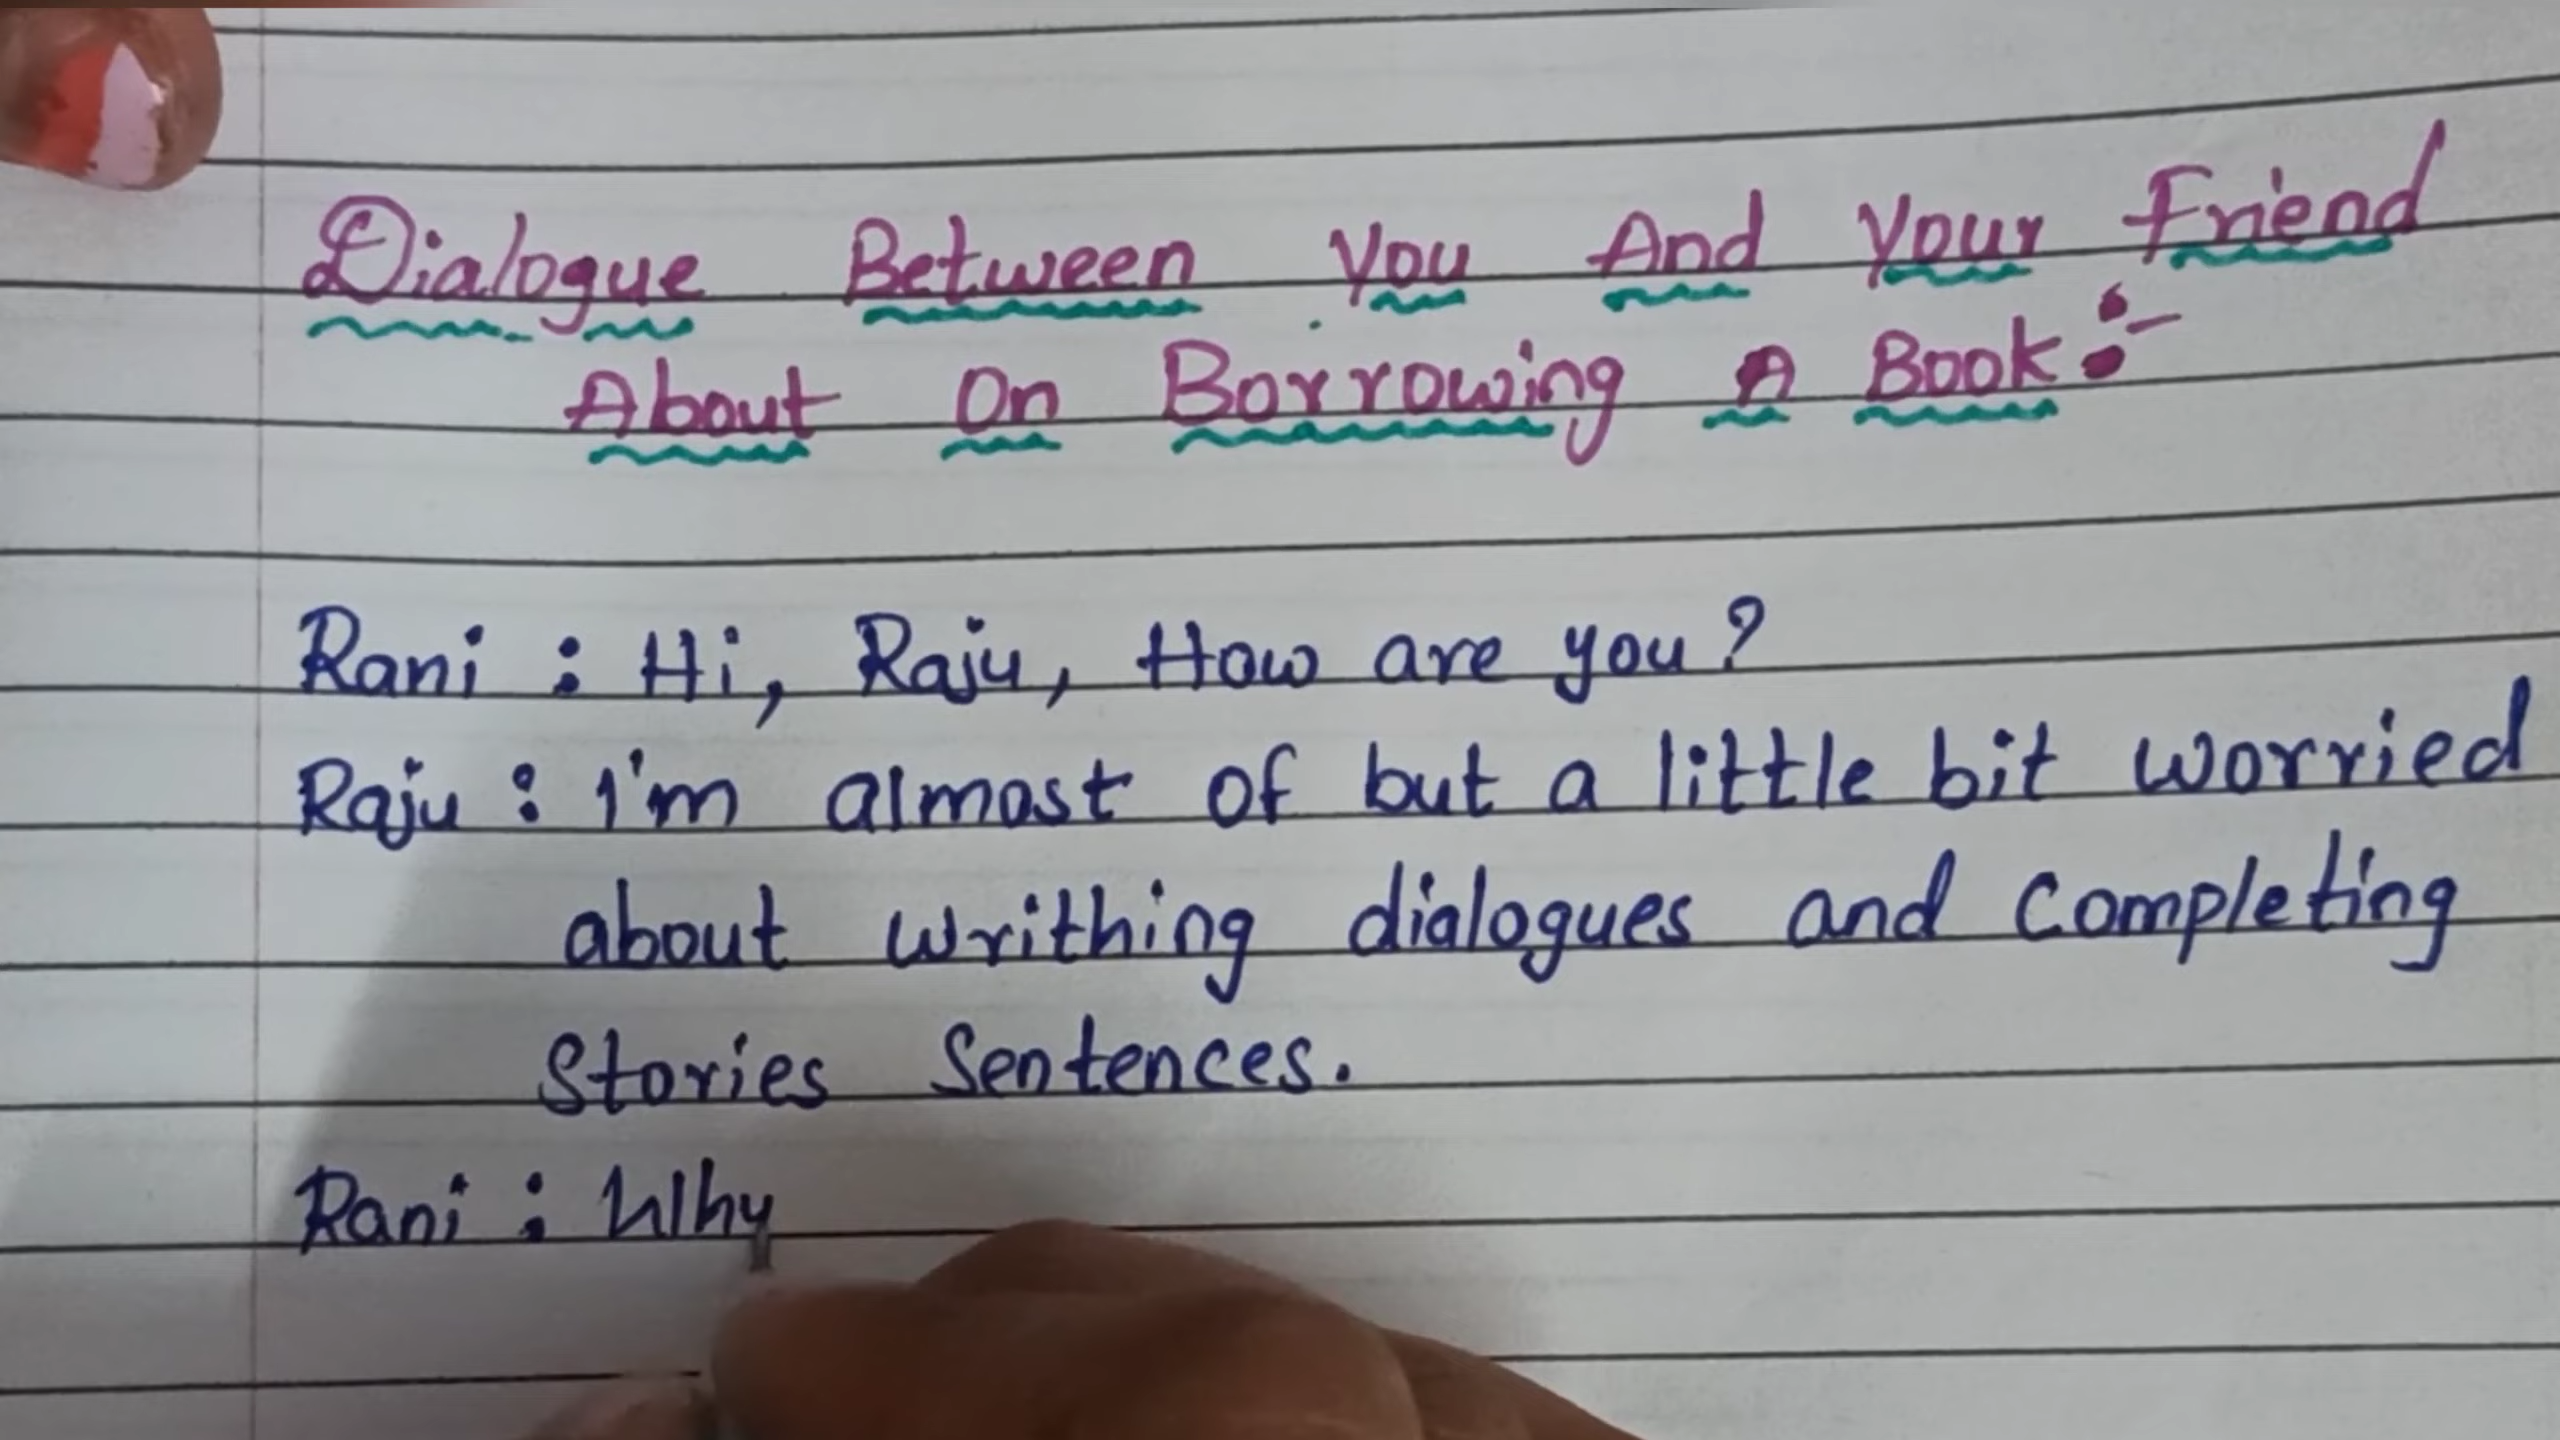 Dialogue Between You And Your Friend
About On Borrowing A Book:-
Rani : Hi, Raju, How are you?
Raju : I'm almost of but a little bit worried
about writhing dialogues and completing
Stories Sentences.
Rani : Why